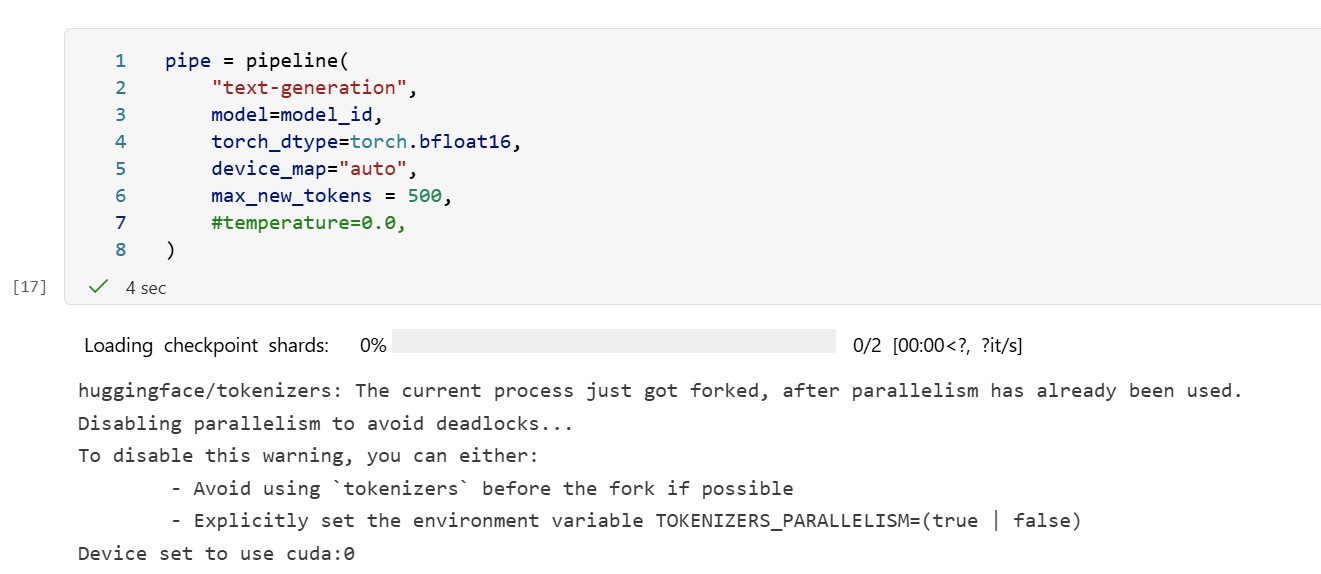 1 pipe = pipeline(
2 "text-generation",
3 model=model_id,
4 torch_dtype=torch.bfloat16,
5 device_map="auto",
6 max_new_tokens = 500,
7 #temperature=0.0,
8 )
[17] ✓ 4 sec
Loading checkpoint shards: 0% 0/2 [00:00<?, ?it/s]
huggingface/tokenizers: The current process just got forked, after parallelism has already been used.
Disabling parallelism to avoid deadlocks...
To disable this warning, you can either:
- Avoid using `tokenizers` before the fork if possible
- Explicitly set the environment variable TOKENIZERS_PARALLELISM=(true | false)
Device set to use cuda:0